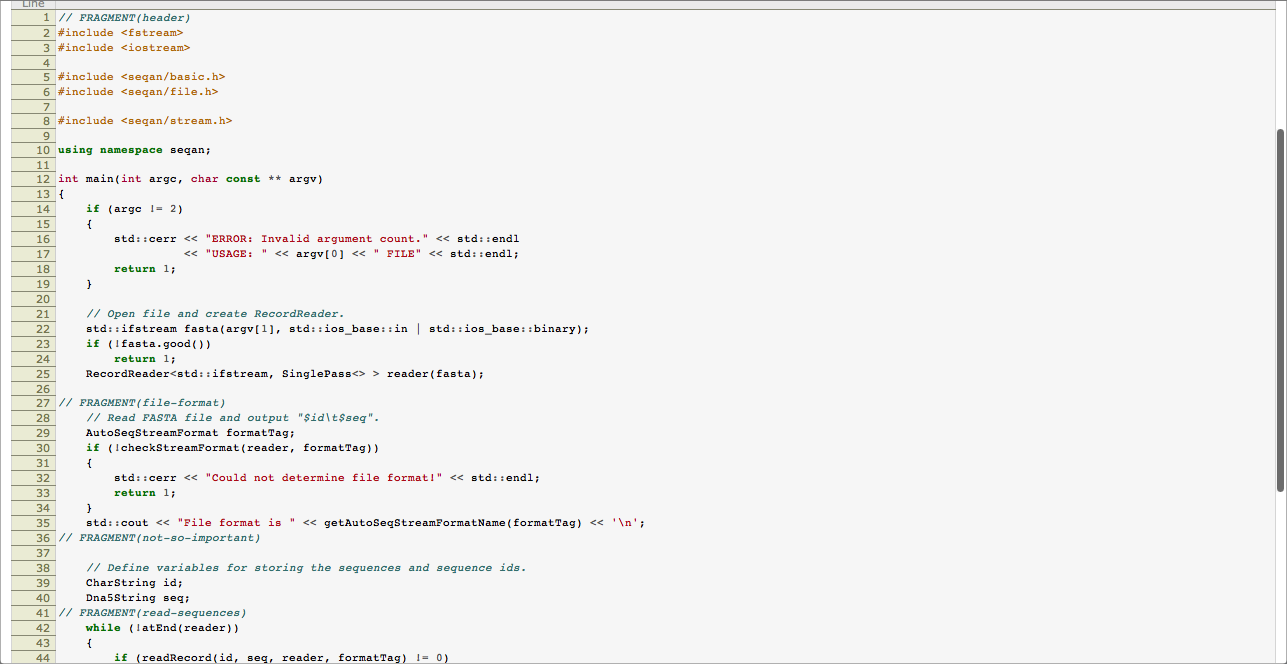 Line
1 // FRAGMENT(header)
2 #include <fstream>
3 #include <iostream>
4
5 #include <seqan/basic.h>
6 #include <seqan/file.h>
7
8 #include <seqan/stream.h>
9
10 using namespace seqan;
11
12 int main(int argc, char const ** argv)
13 {
14     if (argc != 2)
15     {
16         std::cerr << "ERROR: Invalid argument count." << std::endl
17                   << "USAGE: " << argv[0] << " FILE" << std::endl;
18         return 1;
19     }
20
21     // Open file and create RecordReader.
22     std::ifstream fasta(argv[1], std::ios_base::in | std::ios_base::binary);
23     if (!fasta.good())
24         return 1;
25     RecordReader<std::ifstream, SinglePass<> > reader(fasta);
26
27 // FRAGMENT(file-format)
28     // Read FASTA file and output "$id\t$seq".
29     AutoSeqStreamFormat formatTag;
30     if (!checkStreamFormat(reader, formatTag))
31     {
32         std::cerr << "Could not determine file format!" << std::endl;
33         return 1;
34     }
35     std::cout << "File format is " << getAutoSeqStreamFormatName(formatTag) << '\n';
36 // FRAGMENT(not-so-important)
37
38     // Define variables for storing the sequences and sequence ids.
39     CharString id;
40     Dna5String seq;
41 // FRAGMENT(read-sequences)
42     while (!atEnd(reader))
43     {
44         if (readRecord(id, seq, reader, formatTag) != 0)